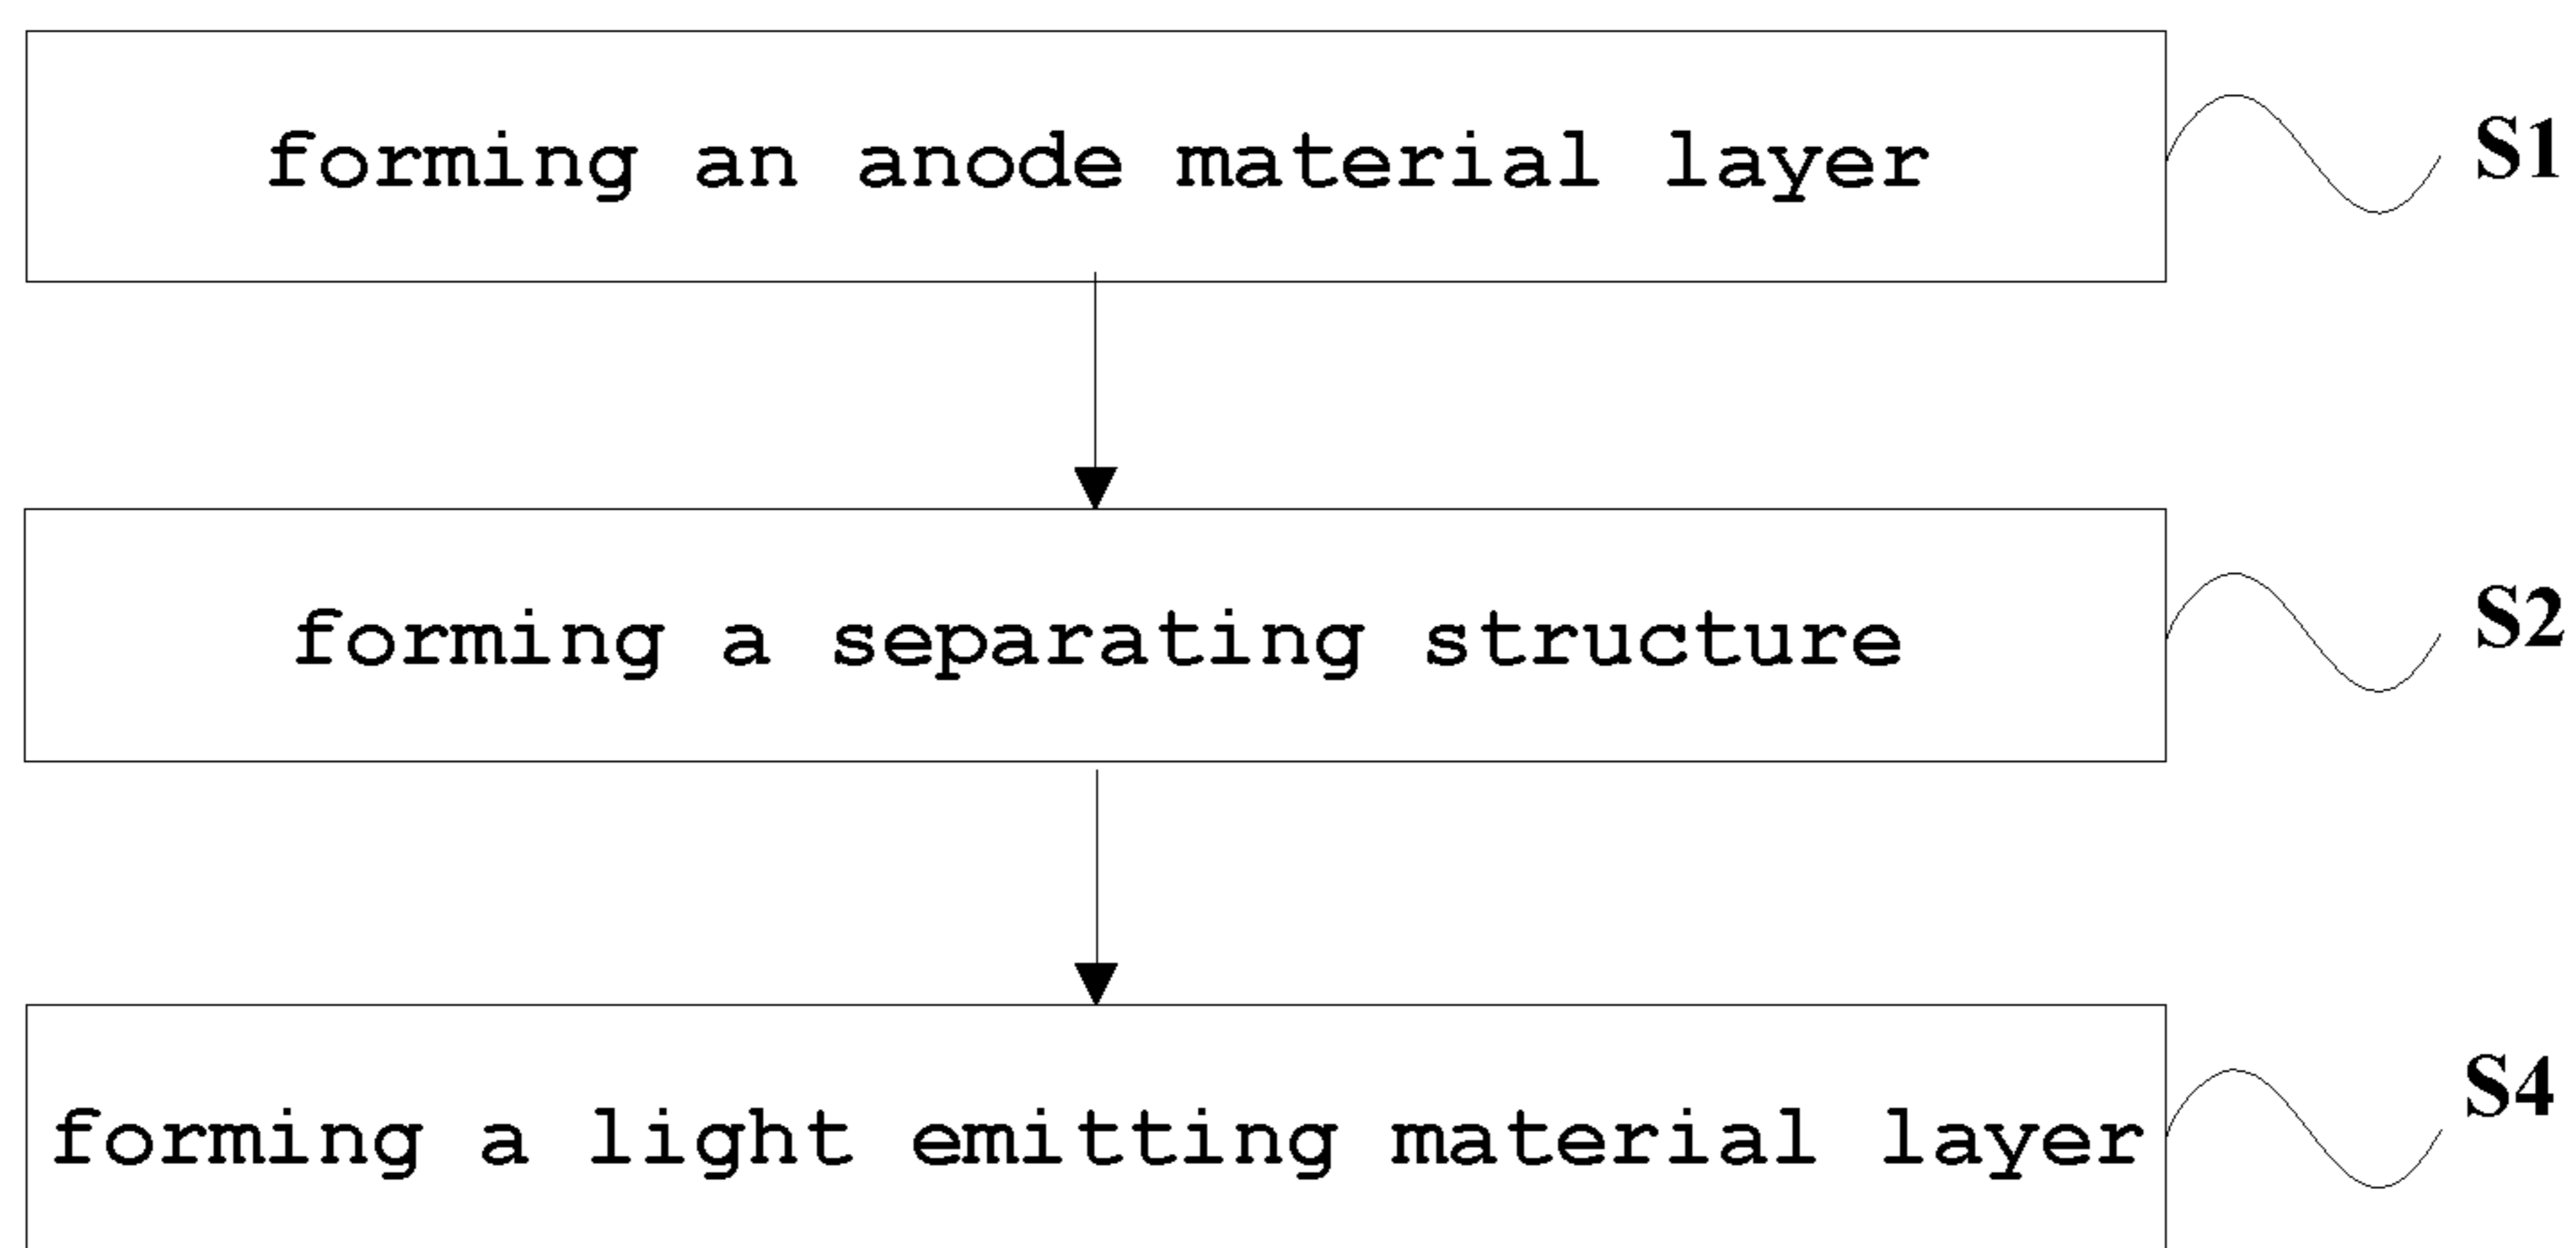 forming an anode material layer S1
forming a separating structure S2
forming a light emitting material layer S4